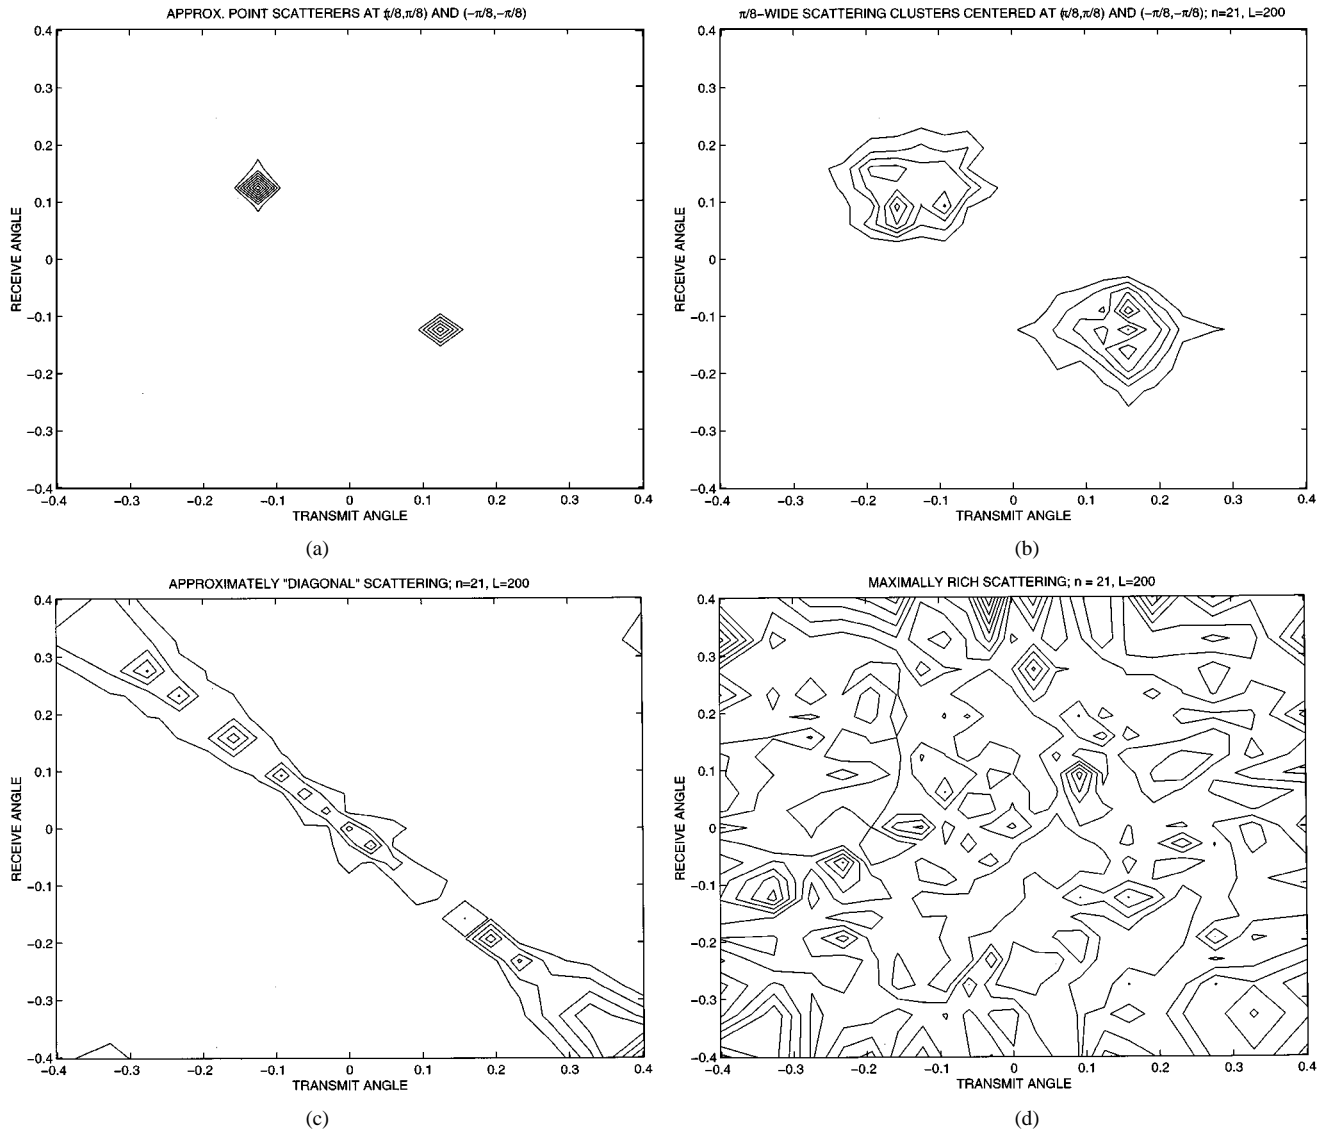 APPROX. POINT SCATTERERS AT (π/8,π/8) AND (−π/8,−π/8)
0.4
0.3
0.2
0.1
0
−0.1
−0.2
−0.3
−0.4
RECEIVE ANGLE
−0.4 −0.3 −0.2 −0.1 0 0.1 0.2 0.3 0.4
TRANSMIT ANGLE
(a)
π/8−WIDE SCATTERING CLUSTERS CENTERED AT (π/8,π/8) AND (−π/8,−π/8); n=21, L=200
0.4
0.3
0.2
0.1
0
−0.1
−0.2
−0.3
−0.4
RECEIVE ANGLE
−0.4 −0.3 −0.2 −0.1 0 0.1 0.2 0.3 0.4
TRANSMIT ANGLE
(b)
APPROXIMATELY "DIAGONAL" SCATTERING; n=21, L=200
0.4
0.3
0.2
0.1
0
−0.1
−0.2
−0.3
−0.4
RECEIVE ANGLE
−0.4 −0.3 −0.2 −0.1 0 0.1 0.2 0.3 0.4
TRANSMIT ANGLE
(c)
MAXIMALLY RICH SCATTERING; n = 21, L=200
0.4
0.3
0.2
0.1
0
−0.1
−0.2
−0.3
−0.4
RECEIVE ANGLE
−0.4 −0.3 −0.2 −0.1 0 0.1 0.2 0.3 0.4
TRANSMIT ANGLE
(d)